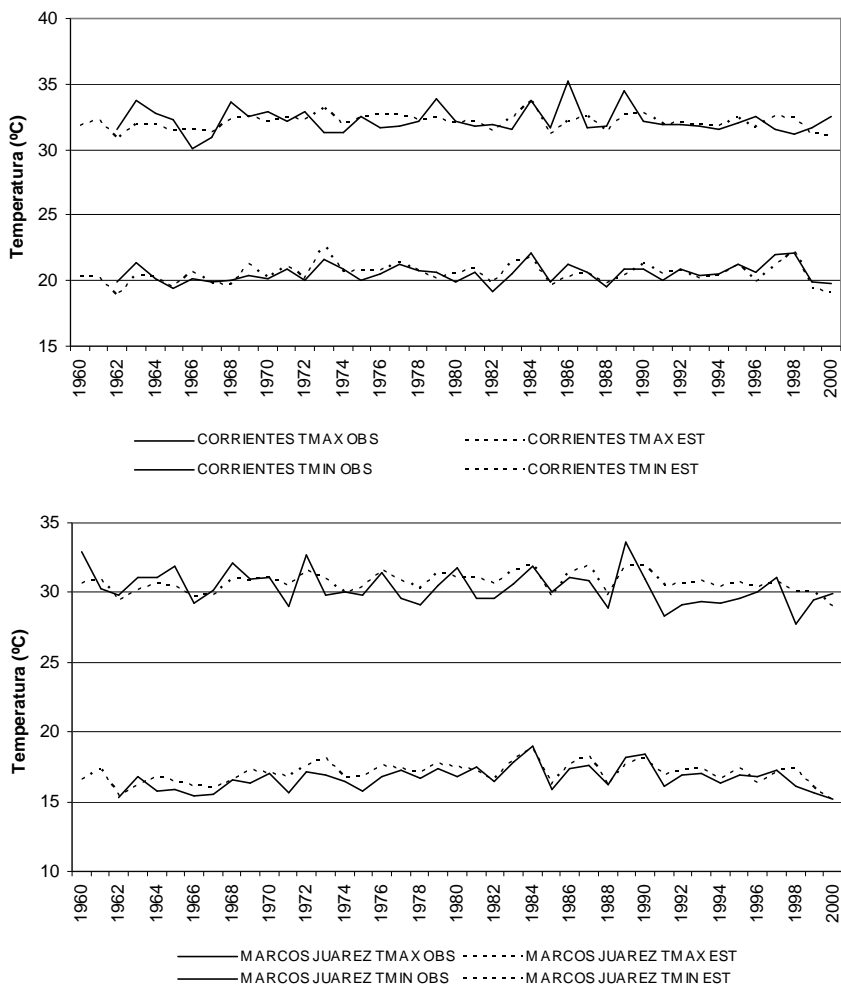 40
35
30
25
20
15
Temperatura (ºC)
1960 1962 1964 1966 1968 1970 1972 1974 1976 1978 1980 1982 1984 1986 1988 1990 1992 1994 1996 1998 2000
CORRIENTES TMAX OBS CORRIENTES TMAX EST
CORRIENTES TMIN OBS CORRIENTES TMIN EST
35
30
25
20
15
10
Temperatura (ºC)
1960 1962 1964 1966 1968 1970 1972 1974 1976 1978 1980 1982 1984 1986 1988 1990 1992 1994 1996 1998 2000
MARCOS JUAREZ TMAX OBS MARCOS JUAREZ TMAX EST
MARCOS JUAREZ TMIN OBS MARCOS JUAREZ TMIN EST